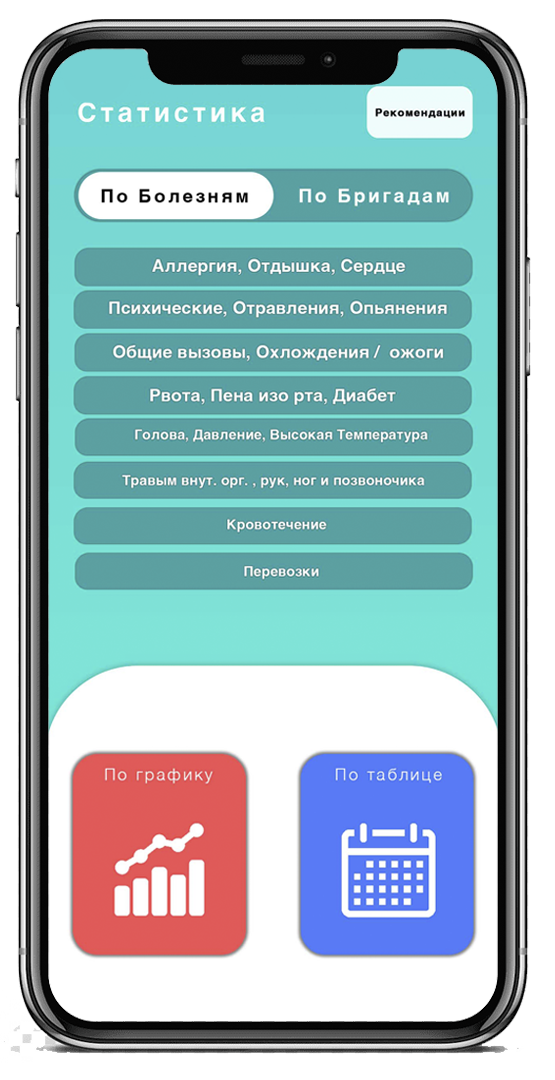 Статистика
Рекомендации
По Болезням
По Бригадам
Аллергия, Отдышка, Сердце
Психические, Отравления, Опьянения
Общие вызовы, Охлождения / ожоги
Рвота, Пена изо рта, Диабет
Голова, Давление, Высокая Температура
Травым внут. орг. , рук, ног и позвоночика
Кровотечение
Перевозки
По графику
По таблице